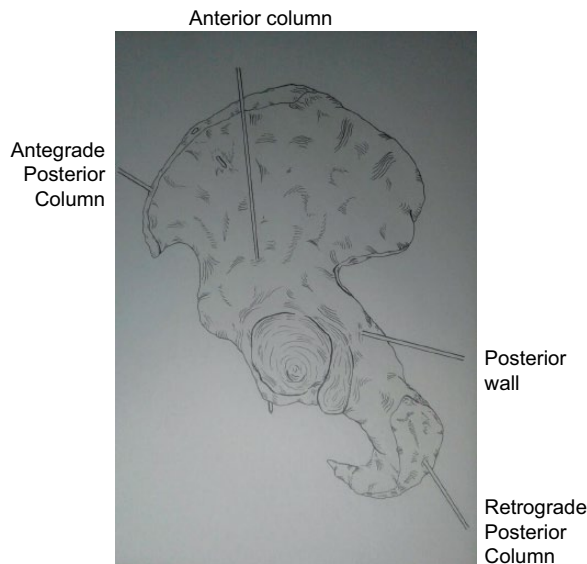 Anterior column
Antegrade
Posterior
Column
Posterior
wall
Retrograde
Posterior
Column